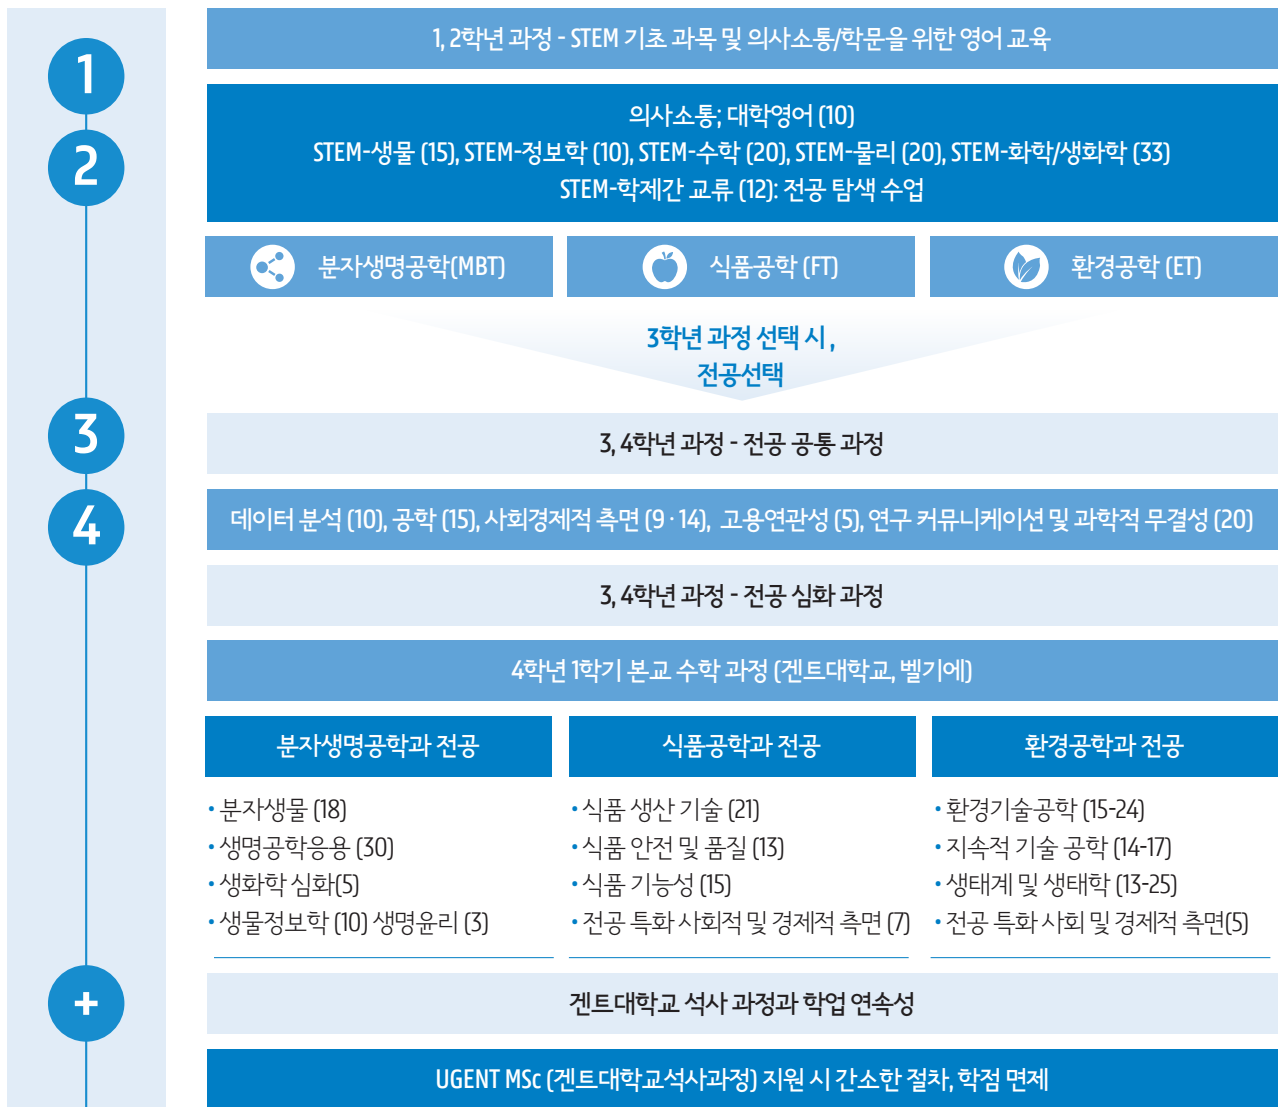 1
2
1, 2학년 과정 - STEM 기초 과목 및 의사소통/학문을 위한 영어 교육
의사소통; 대학영어 (10)
STEM-생물 (15), STEM-정보학 (10), STEM-수학 (20), STEM-물리 (20), STEM-화학/생화학 (33)
STEM-학제간 교류 (12): 전공 탐색 수업
분자생명공학(MBT)
식품공학 (FT)
환경공학 (ET)
3학년 과정 선택 시 ,
전공선택
3
4
3, 4학년 과정 - 전공 공통 과정
데이터 분석 (10), 공학 (15), 사회경제적 측면 (9 · 14), 고용연관성 (5), 연구 커뮤니케이션 및 과학적 무결성 (20)
3, 4학년 과정 - 전공 심화 과정
4학년 1학기 본교 수학 과정 (겐트대학교, 벨기에)
분자생명공학과 전공
• 분자생물 (18)
• 생명공학응용 (30)
• 생화학 심화(5)
• 생물정보학 (10) 생명윤리 (3)
식품공학과 전공
• 식품 생산 기술 (21)
• 식품 안전 및 품질 (13)
• 식품 기능성 (15)
• 전공 특화 사회적 및 경제적 측면 (7)
환경공학과 전공
• 환경기술공학 (15-24)
• 지속적 기술 공학 (14-17)
• 생태계 및 생태학 (13-25)
• 전공 특화 사회 및 경제적 측면(5)
+
겐트대학교 석사 과정과 학업 연속성
UGENT MSc (겐트대학교석사과정) 지원 시 간소한 절차, 학점 면제